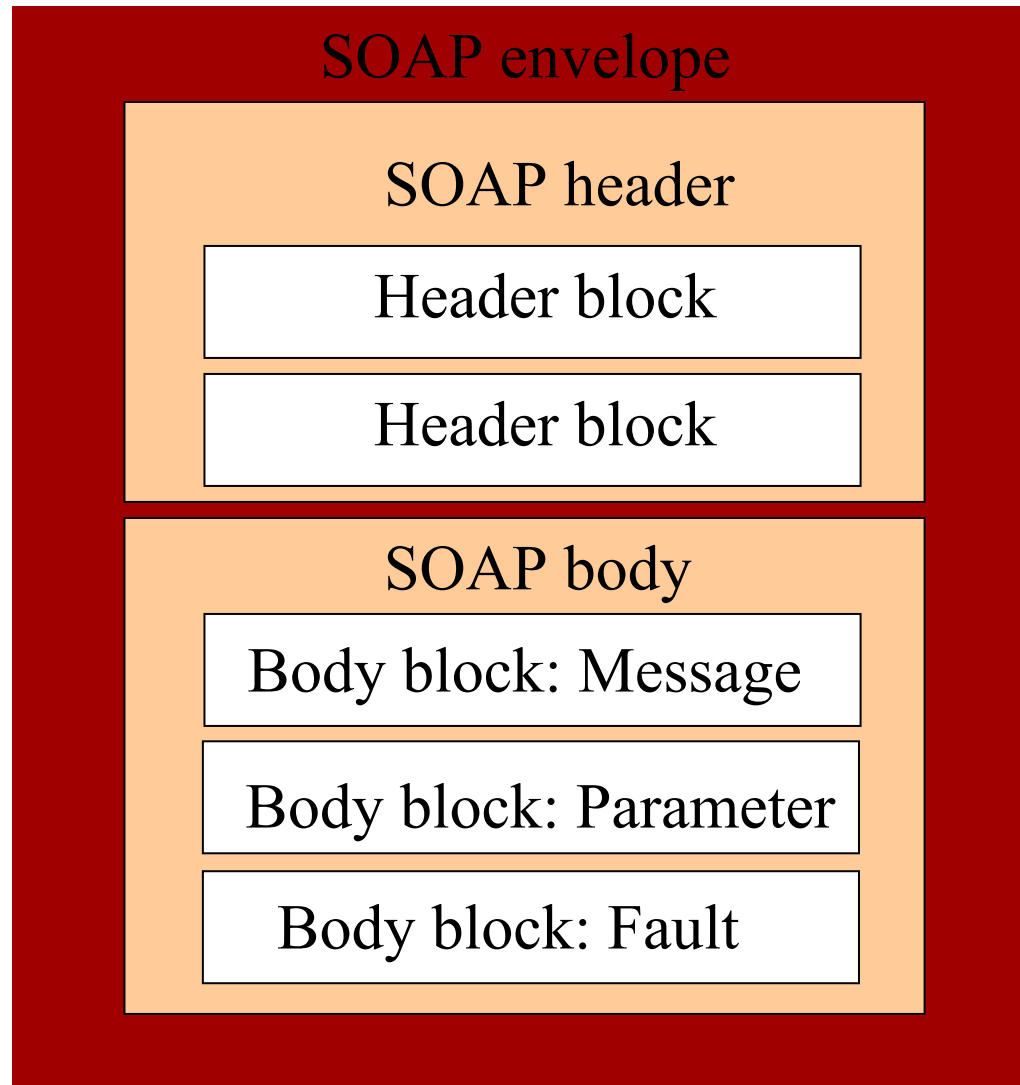 SOAP envelope
SOAP header
Header block
Header block
SOAP body
Body block: Message
Body block: Parameter
Body block: Fault